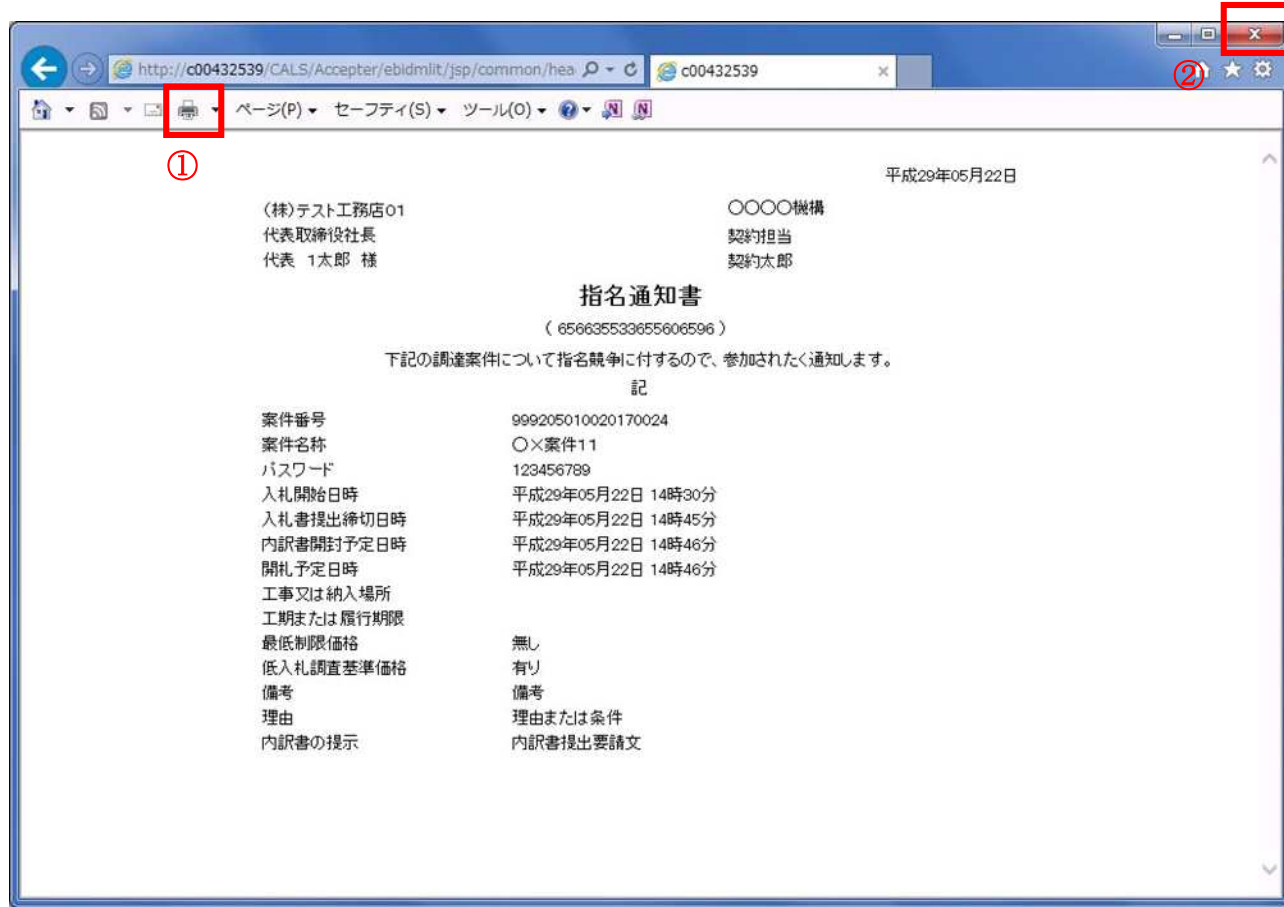 http://c00432539/CALS/Accepter/ebidmlit/jsp/common/hea
c00432539
②
ページ(P) セーフティ(S) ツール(O)
①
平成29年05月22日
(株)テスト工務店01 〇〇〇〇機構
代表取締役社長 契約担当
代表 1太郎 様 契約太郎
指名通知書
( 656635533655606596 )
下記の調達案件について指名競争に付するので、参加されたく通知します。
記
案件番号 999205010020170024
案件名称 〇×案件11
パスワード 123456789
入札開始日時 平成29年05月22日 14時30分
入札書提出締切日時 平成29年05月22日 14時45分
内訳書開封予定日時 平成29年05月22日 14時46分
開札予定日時 平成29年05月22日 14時46分
工事又は納入場所
工期または履行期限
最低制限価格 無し
低入札調査基準価格 有り
備考 備考
理由 理由または条件
内訳書の提示 内訳書提出要請文